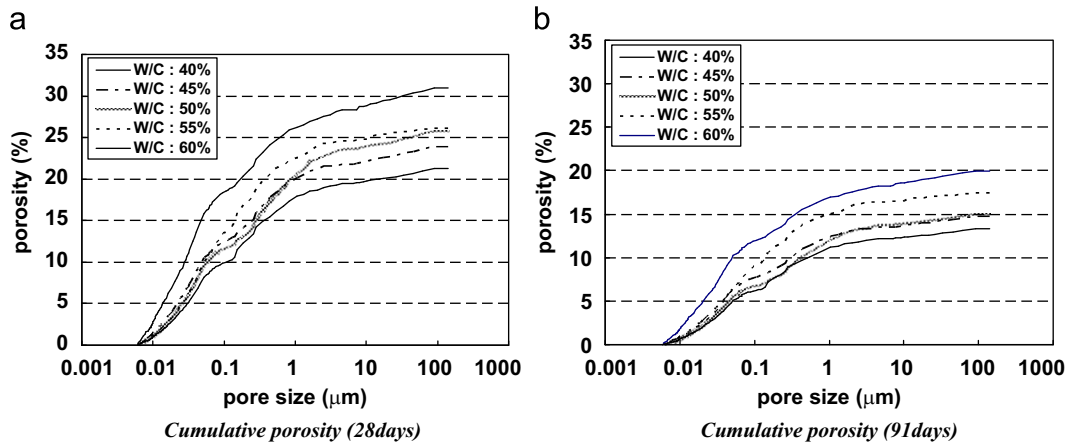 a
35
30
25
20
15
10
5
0
porosity (%)
W/C : 40%
W/C : 45%
W/C : 50%
W/C : 55%
W/C : 60%
0.001 0.01 0.1 1 10 100 1000
pore size (μm)
Cumulative porosity (28days)
b
35
30
25
20
15
10
5
0
porosity (%)
W/C : 40%
W/C : 45%
W/C : 50%
W/C : 55%
W/C : 60%
0.001 0.01 0.1 1 10 100 1000
pore size (μm)
Cumulative porosity (91days)